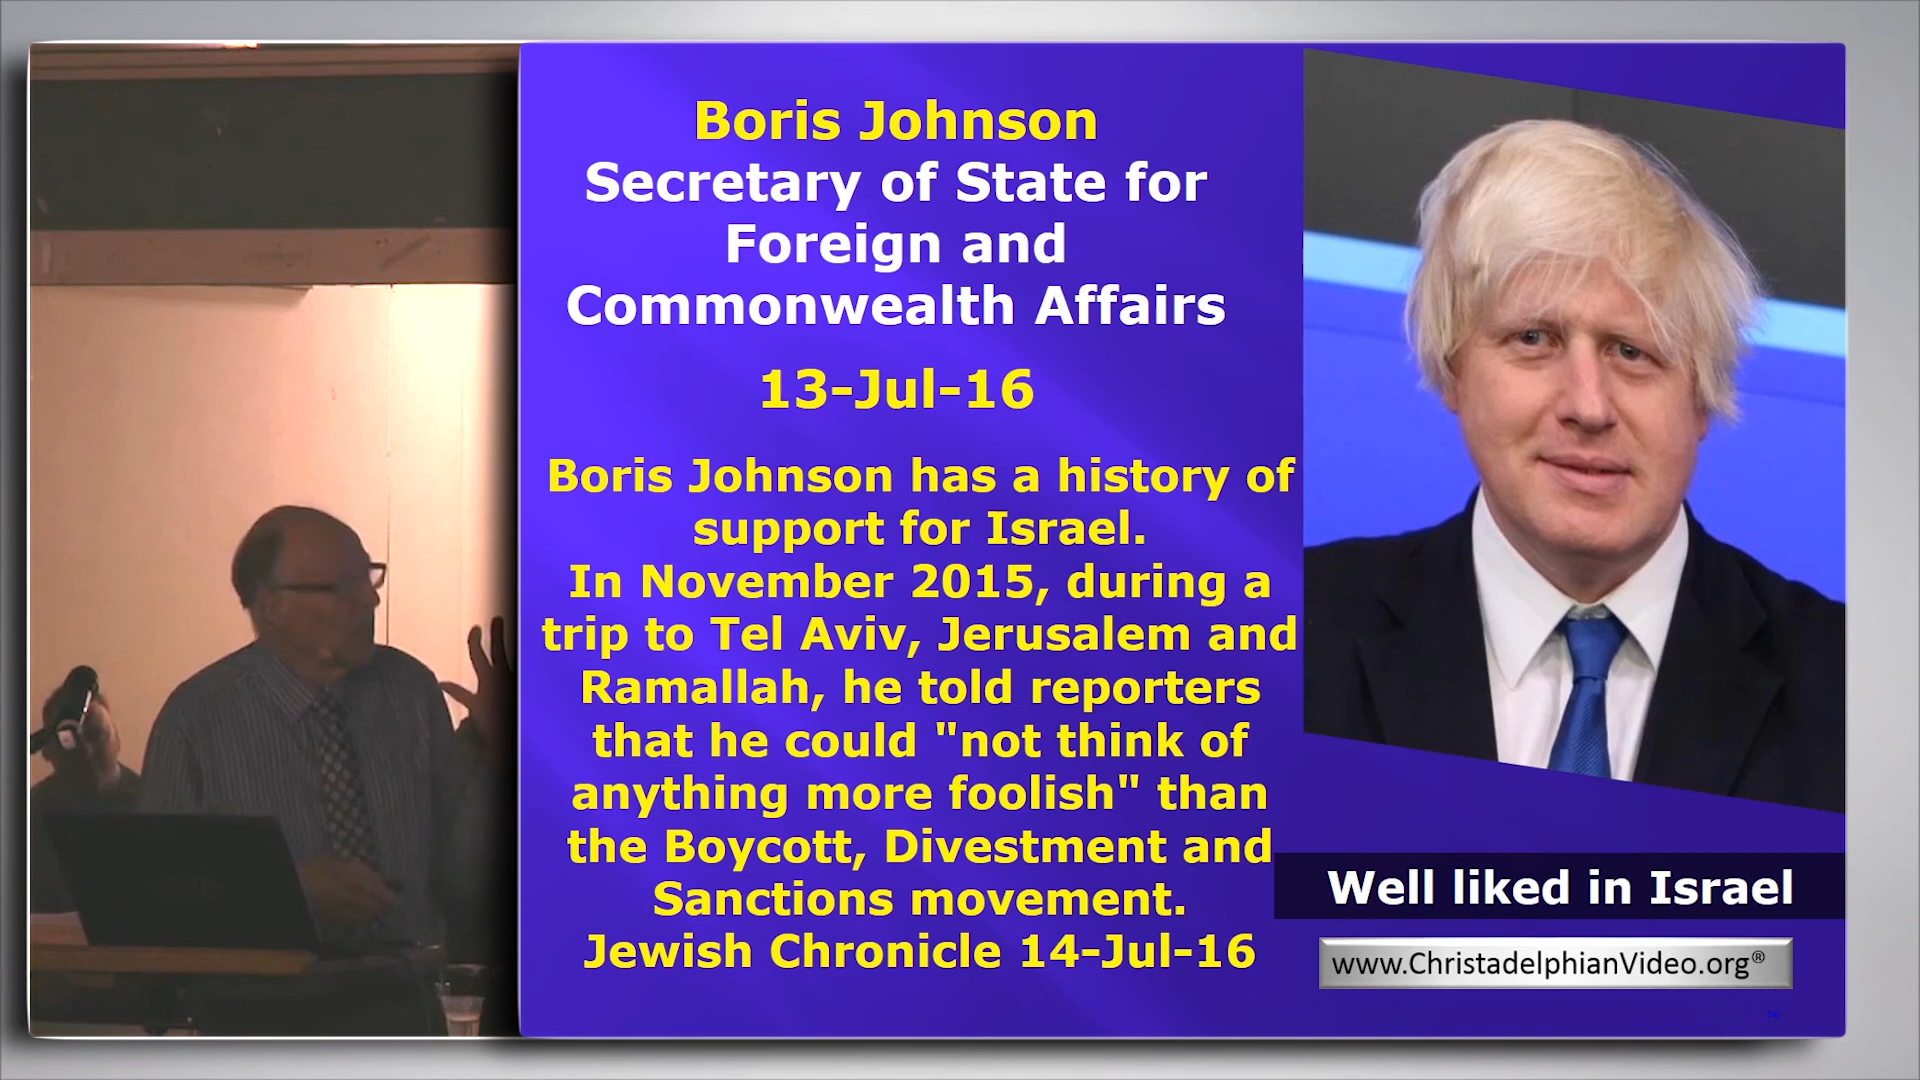 Boris Johnson
Secretary of State for
Foreign and
Commonwealth Affairs
13-Jul-16
Boris Johnson has a history of
support for Israel.
In November 2015, during a
trip to Tel Aviv, Jerusalem and
Ramallah, he told reporters
that he could "not think of
anything more foolish" than
the Boycott, Divestment and
Sanctions movement.
Jewish Chronicle 14-Jul-16
Well liked in Israel
www.ChristadelphianVideo.org®